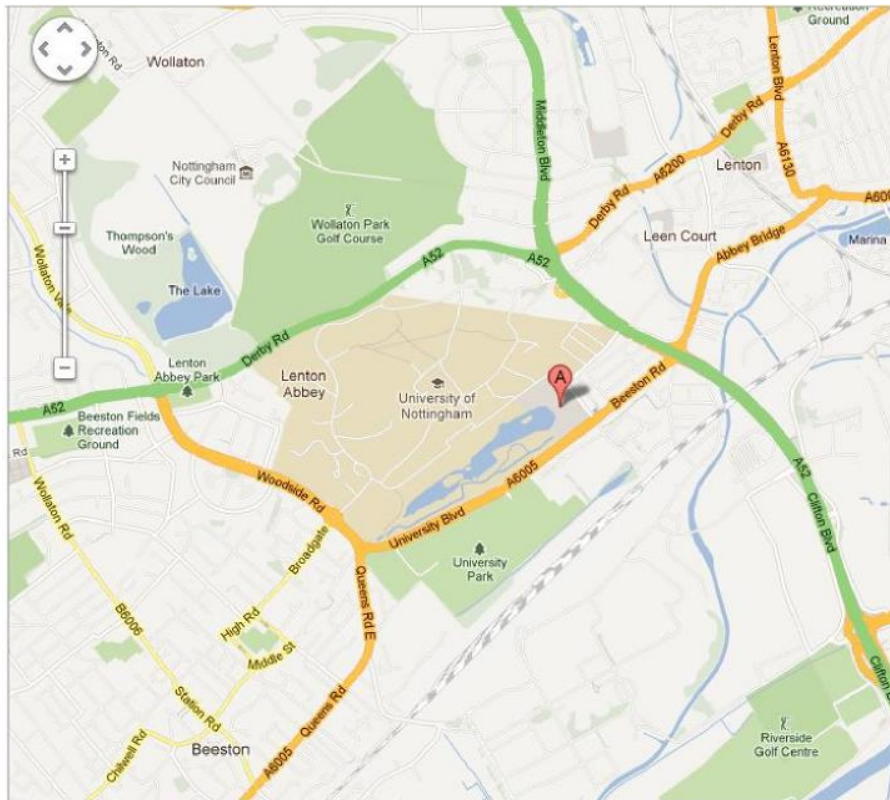 Recreation
Ground
Wollaton
Lenton Blvd
Middleton Blvd
Derby Rd
A6200
Derby Rd
Lenton
A6130
Nottingham
City Council
Wollaton Park
Golf Course
Leen Court
Abbey Bridge
Marina
Thompson's
Wood
A52
A52
Wollaton Vale
The Lake
Derby Rd
Lenton
Abbey Park
Lenton
Abbey
University of
Nottingham
A
Beeston Rd
A52
Beeston Fields
Recreation
Ground
Rd
A6005
A52
Woodside Rd
Wollaton Rd
University Blvd
Clifton Blvd
Broadgate
University
Park
Queens Rd E
High Rd
B6006
Middle St
Station Rd
Queens Rd
Chilwell Rd
Beeston
A6005
Riverside
Golf Centre